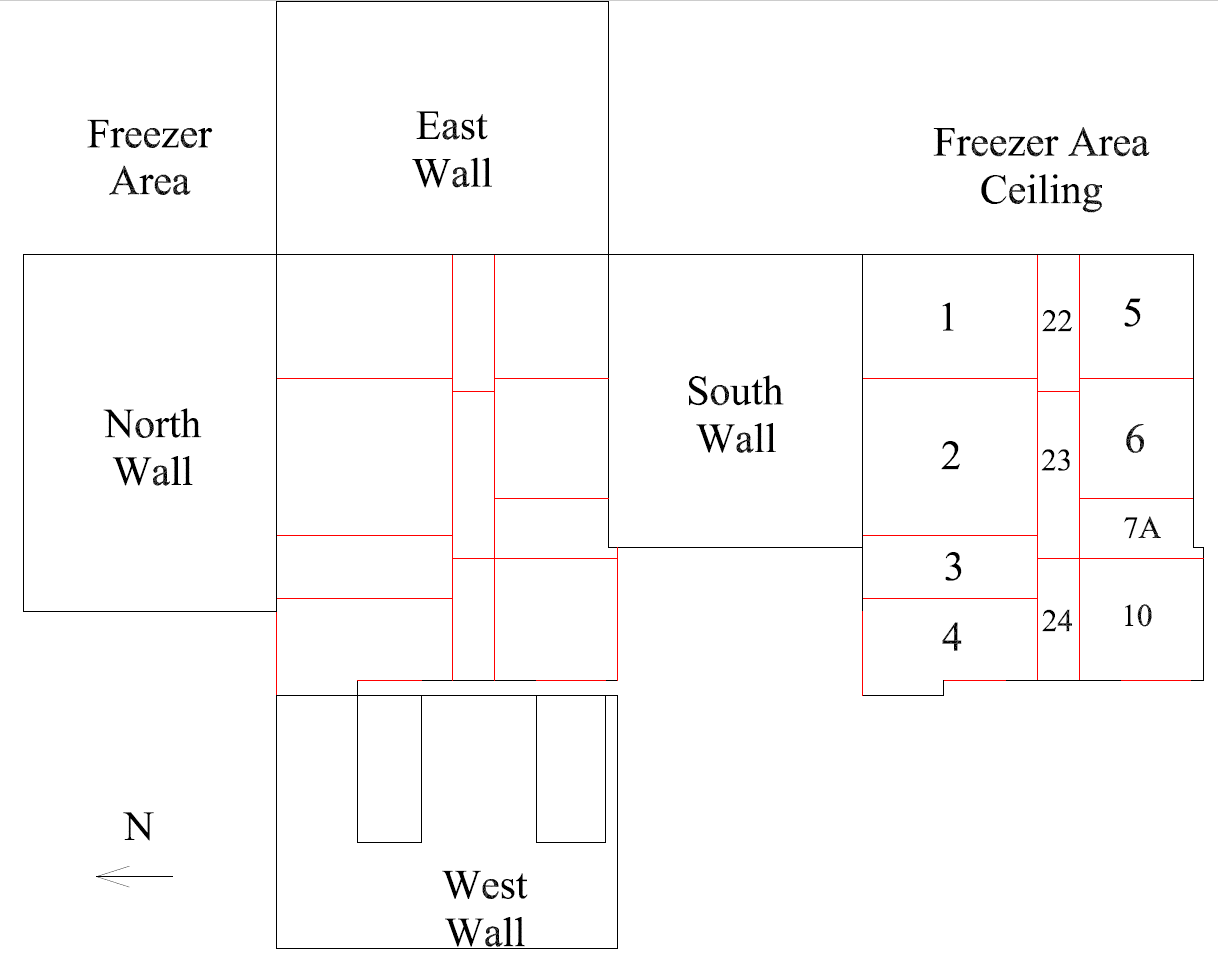 Freezer
Area
East
Wall
Freezer Area
Ceiling
North
Wall
South
Wall
1
22
5
2
23
6
7A
3
4
24
10
N
West
Wall